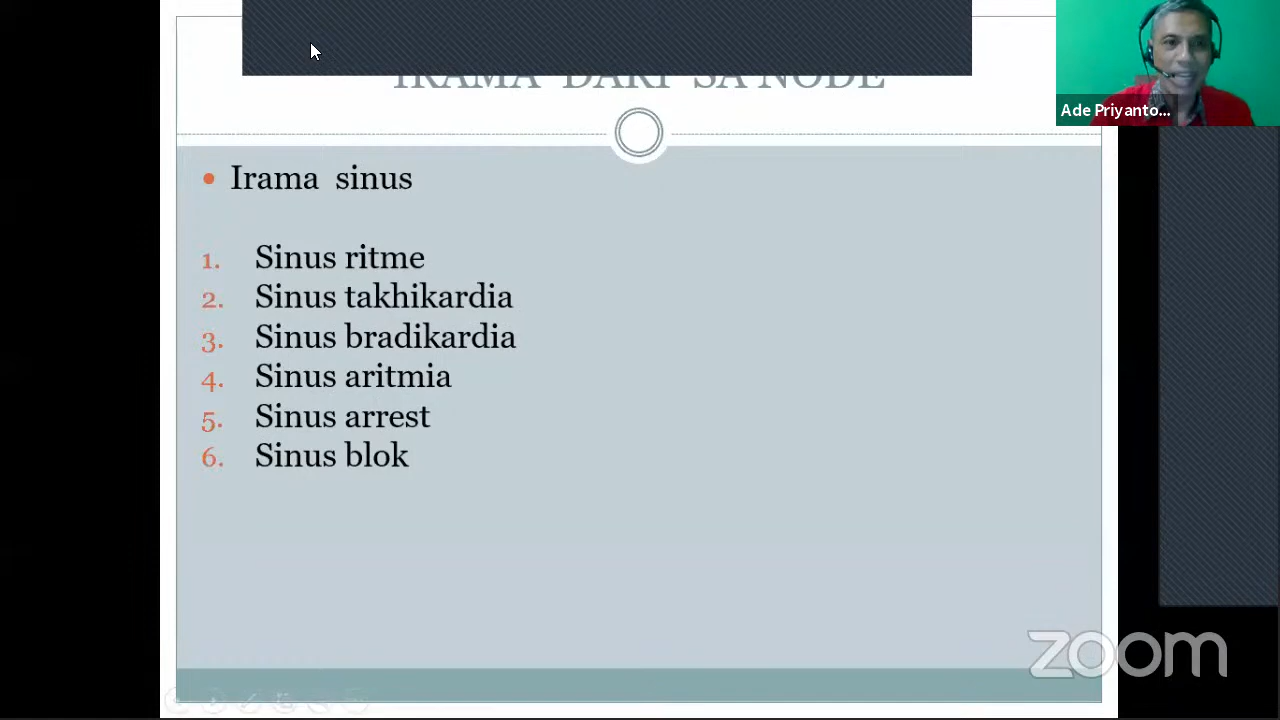 IRAMA DARI SA NODE
Ade Priyanto...
• Irama sinus
1. Sinus ritme
2. Sinus takhikardia
3. Sinus bradikardia
4. Sinus aritmia
5. Sinus arrest
6. Sinus blok
zoom